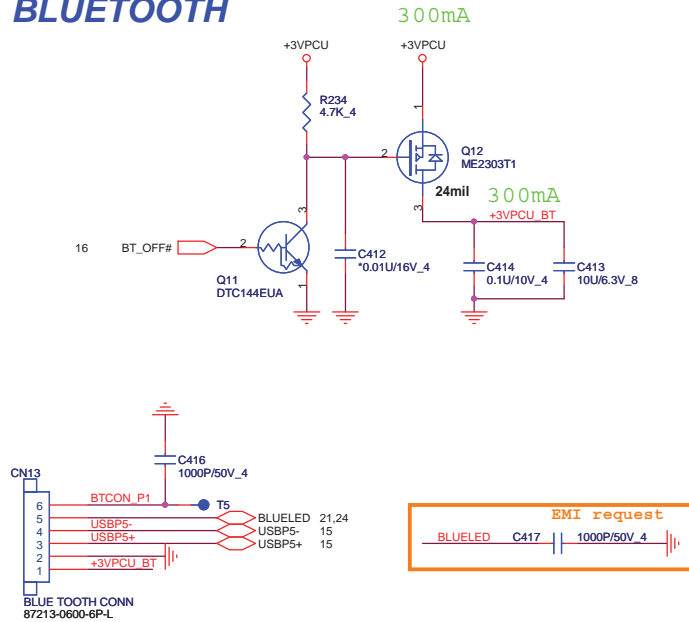 BLUETOOTH
300mA
+3VPCU
+3VPCU
R234
4.7K_4
1
2
Q12
ME2303T1
3
24mil
300mA
+3VPCU_BT
3
16
BT_OFF#
2
Q11
DTC144EUA
1
C412
*0.01U/16V_4
C414
0.1U/10V_4
C413
10U/6.3V_8
C416
1000P/50V_4
CN13
6
BTCON_P1
T5
5
BLUELED 21,24
4
USBP5-
USBP5- 15
3
USBP5+
USBP5+ 15
2
1
+3VPCU_BT
BLUE TOOTH CONN
87213-0600-6P-L
EMI request
BLUELED
C417
1000P/50V_4